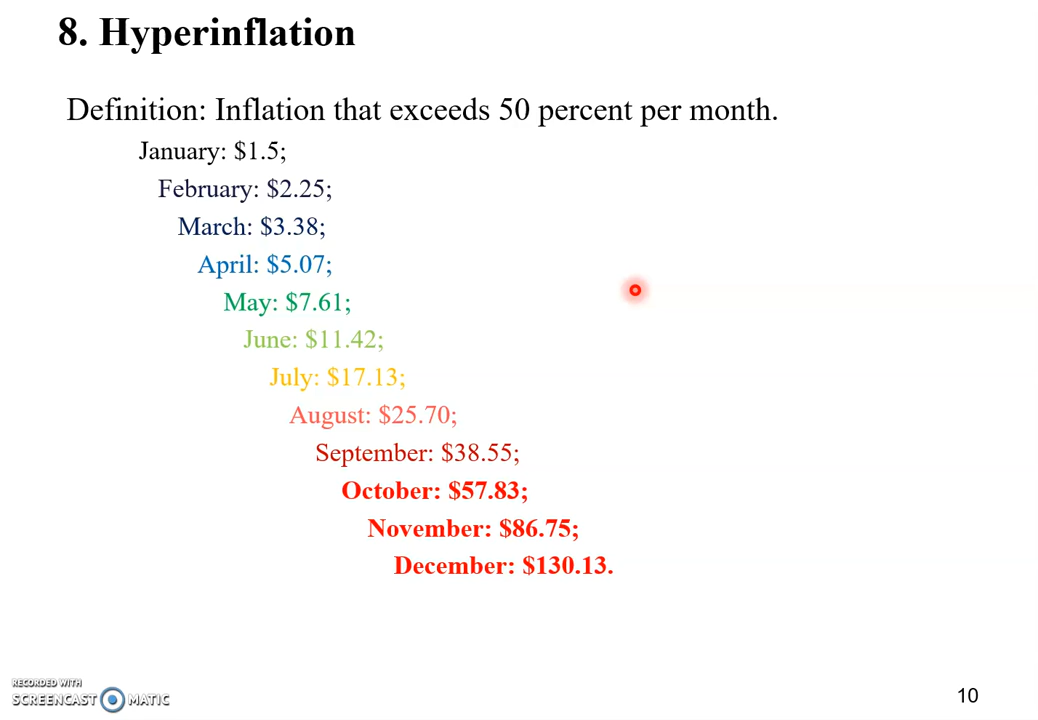 8. Hyperinflation
Definition: Inflation that exceeds 50 percent per month.
January: $1.5;
February: $2.25;
March: $3.38;
April: $5.07;
May: $7.61;
June: $11.42;
July: $17.13;
August: $25.70;
September: $38.55;
October: $57.83;
November: $86.75;
December: $130.13.
RECORDED WITH
SCREENCAST MATIC
10